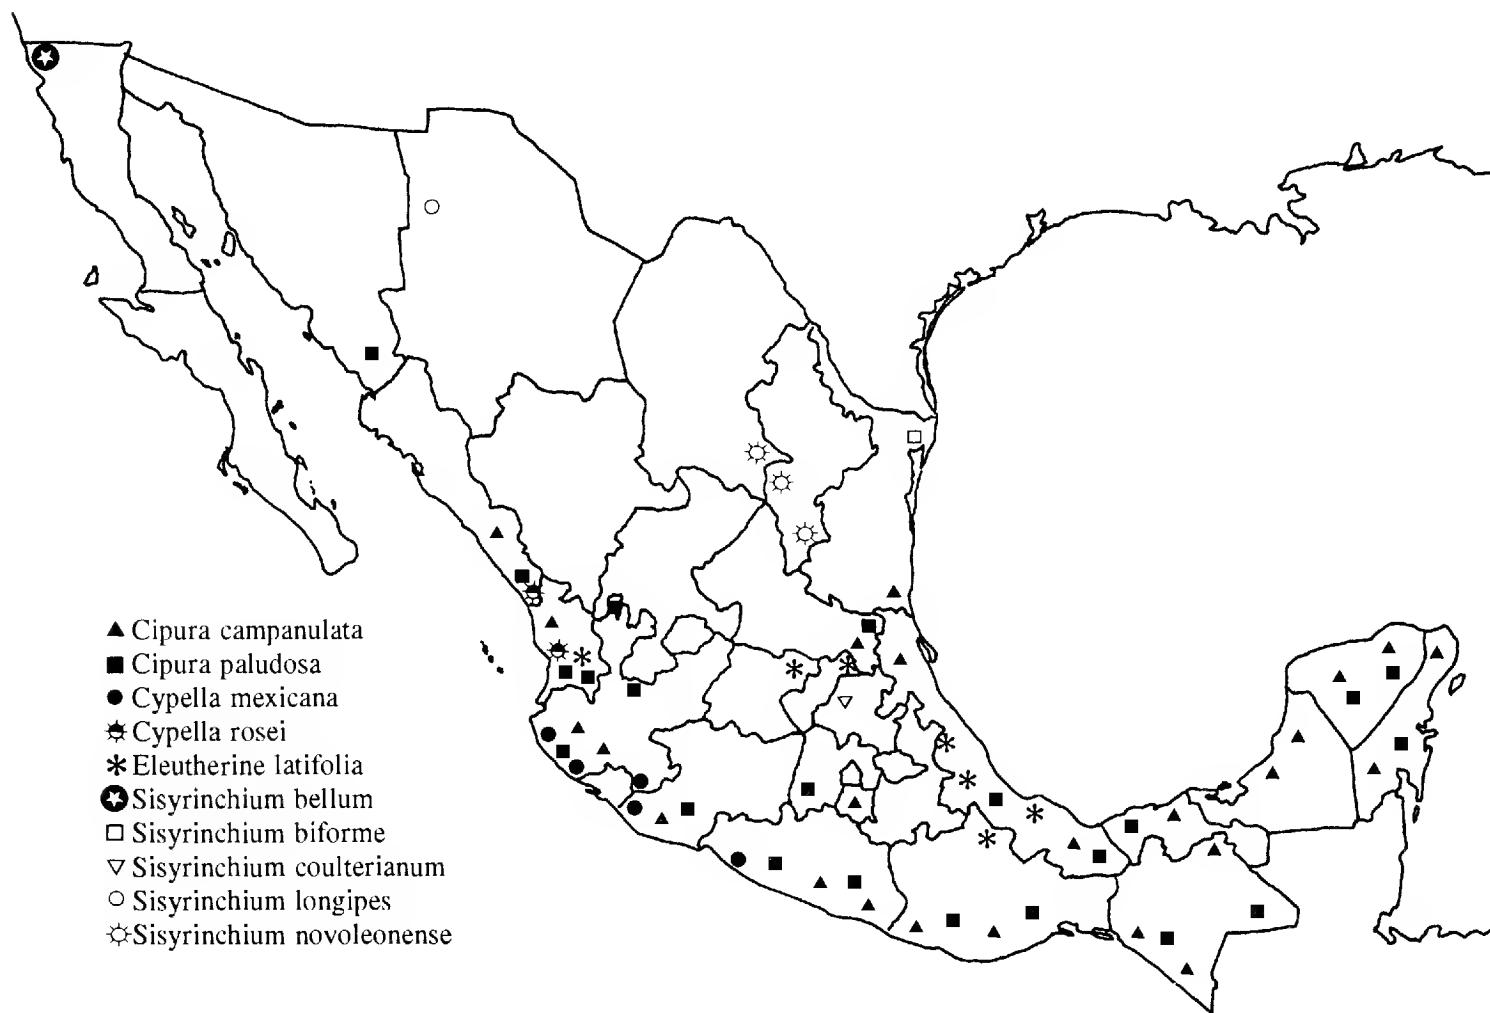 Cipura campanulata
Cipura paludosa
Cypella mexicana
Cypella rosei
Eleutherine latifolia
Sisyrinchium bellum
Sisyrinchium biforme
Sisyrinchium coulterianum
Sisyrinchium longipes
Sisyrinchium novoleonense